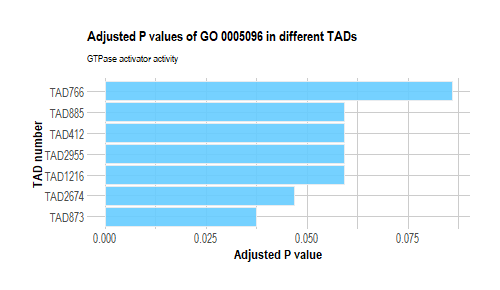 Adjusted P values of GO 0005096 in different TADs
GTPase activator activity
TAD766
TAD885
TAD412
TAD2955
TAD1216
TAD2674
TAD873
TAD number
0.000 0.025 0.050 0.075
Adjusted P value